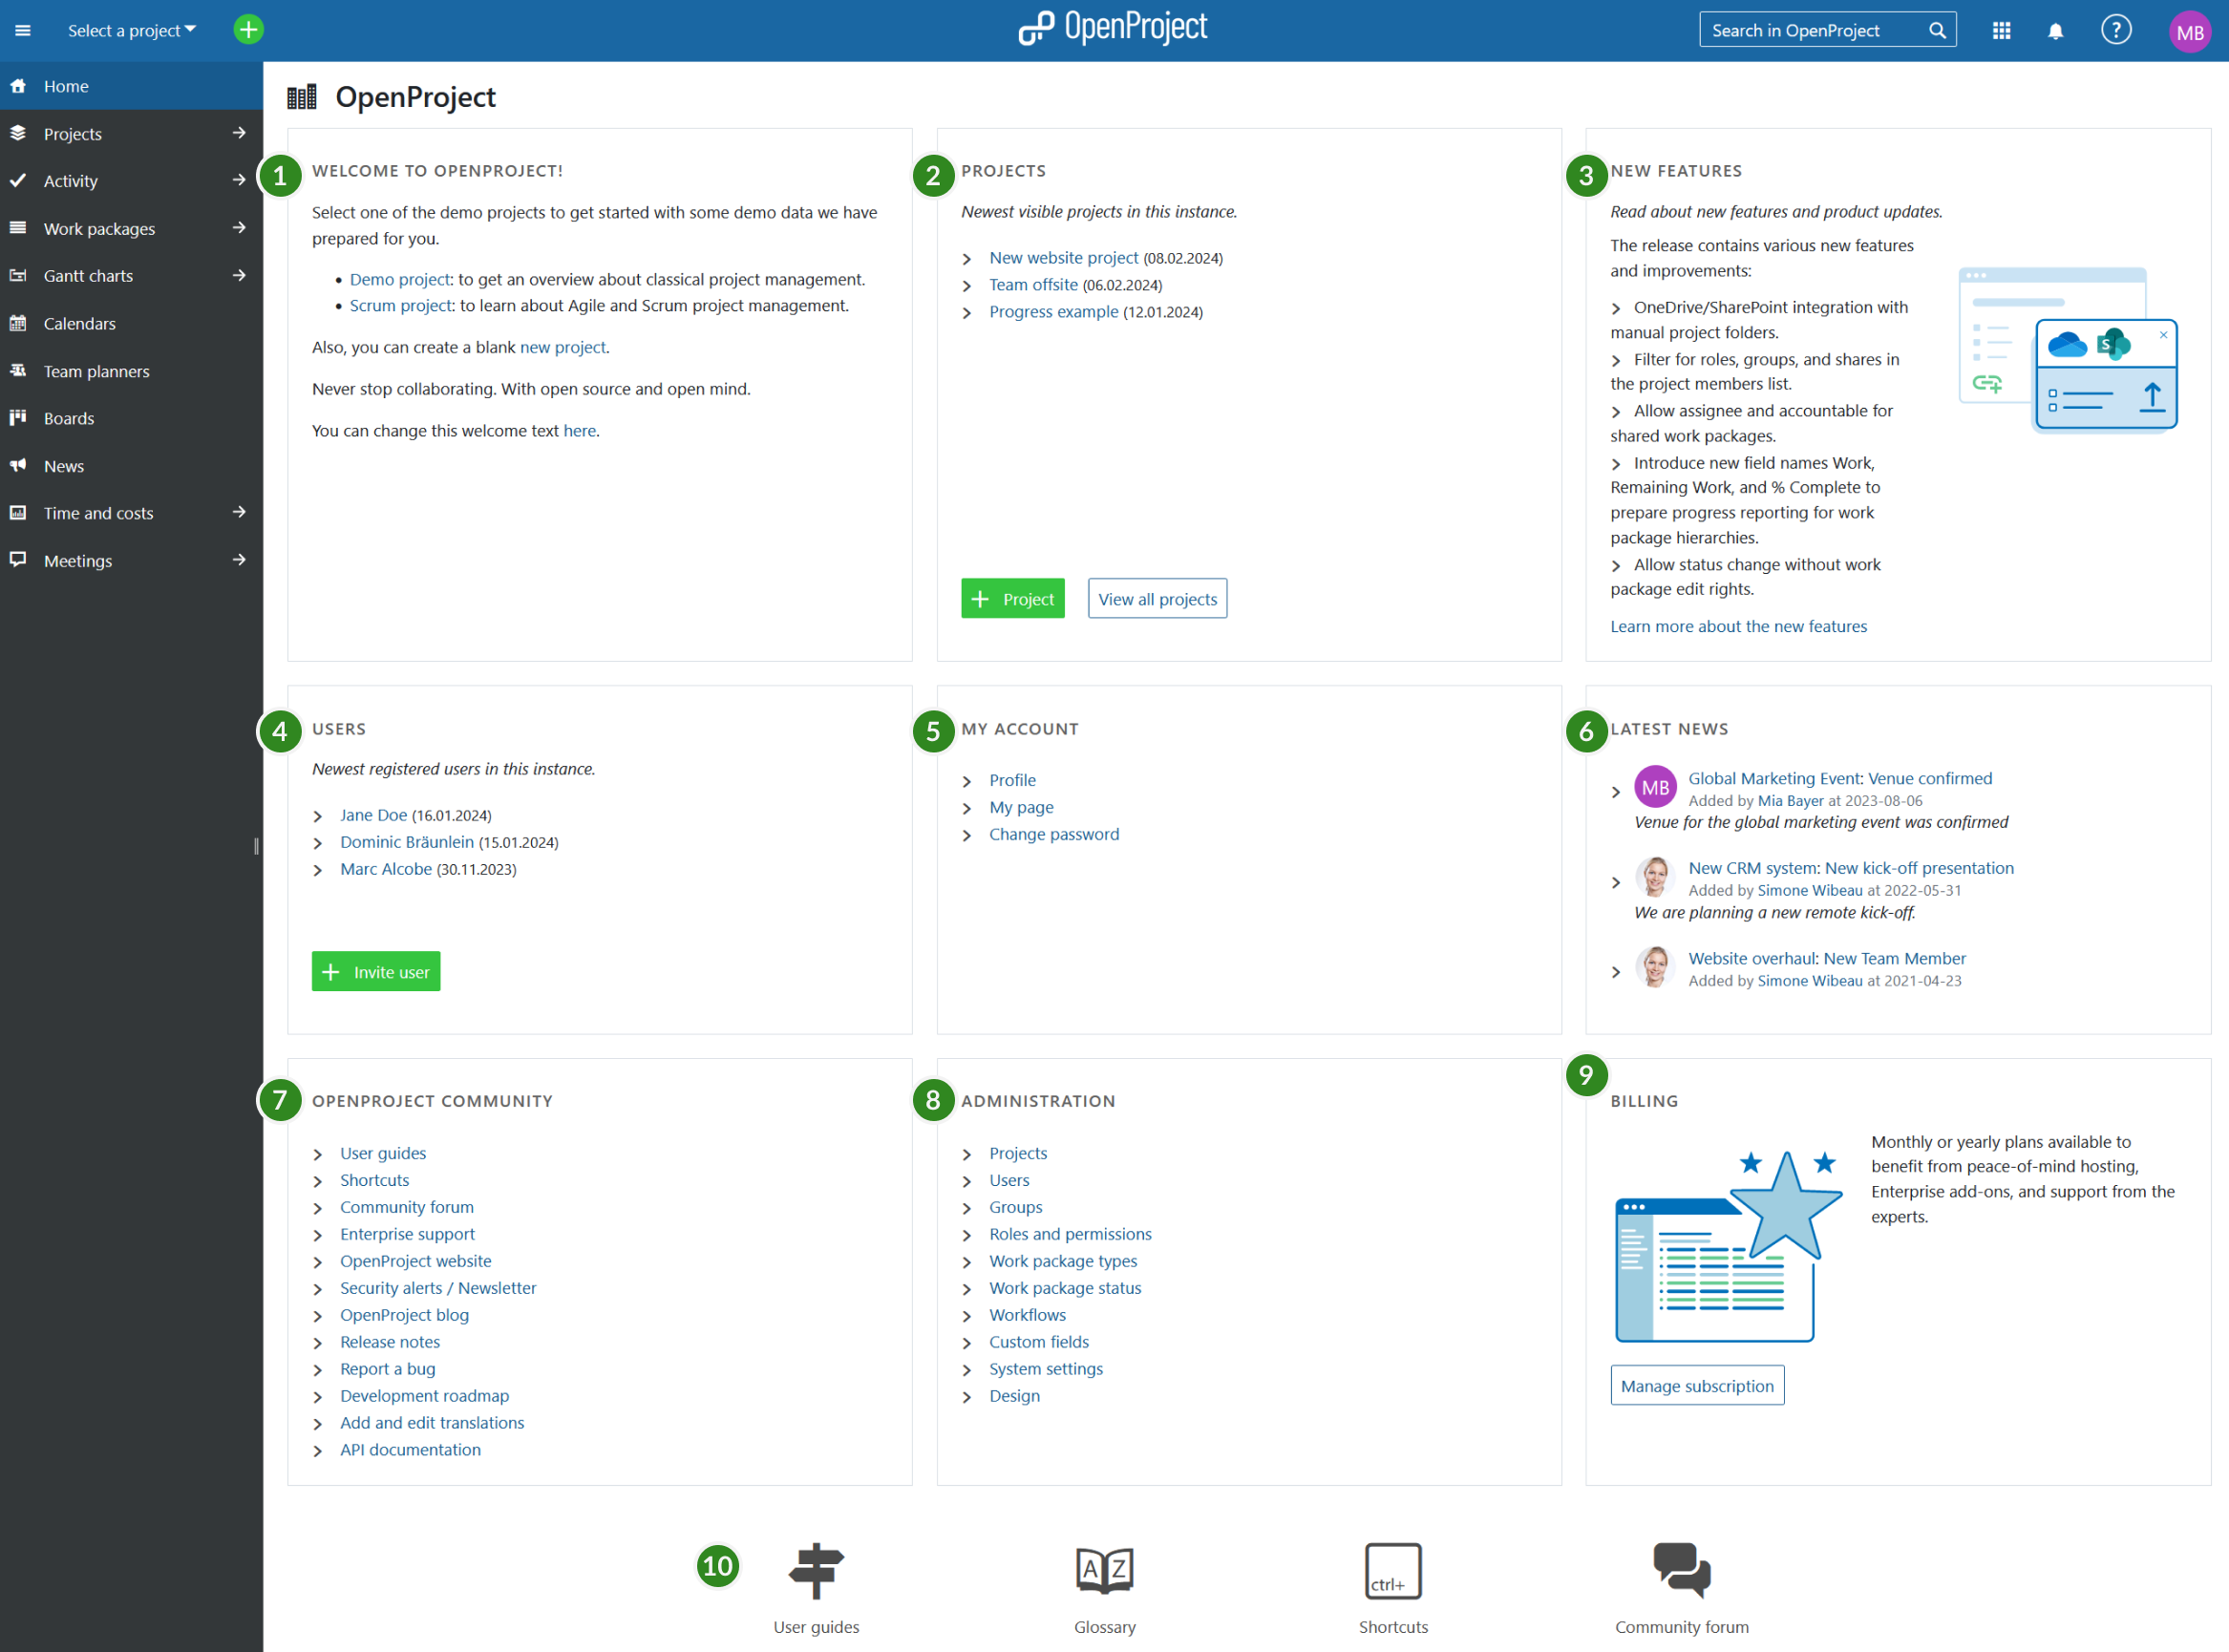 Select a project
OpenProject
Search in OpenProject
?
MB
Home
Projects
Activity
Work packages
Gantt charts
Calendars
Team planners
Boards
News
Time and costs
Meetings
OpenProject
1
WELCOME TO OPENPROJECT!
Select one of the demo projects to get started with some demo data we have
prepared for you.
• Demo project: to get an overview about classical project management.
• Scrum project: to learn about Agile and Scrum project management.
Also, you can create a blank new project.
Never stop collaborating. With open source and open mind.
You can change this welcome text here.
2
PROJECTS
Newest visible projects in this instance.
New website project (08.02.2024)
Team offsite (06.02.2024)
Progress example (12.01.2024)
+ Project
View all projects
3
NEW FEATURES
Read about new features and product updates.
The release contains various new features
and improvements:
OneDrive/SharePoint integration with
manual project folders.
Filter for roles, groups, and shares in
the project members list.
Allow assignee and accountable for
shared work packages.
Introduce new field names Work,
Remaining Work, and % Complete to
prepare progress reporting for work
package hierarchies.
Allow status change without work
package edit rights.
S
Learn more about the new features
4
USERS
Newest registered users in this instance.
Jane Doe (16.01.2024)
Dominic Bräunlein (15.01.2024)
Marc Alcobe (30.11.2023)
+ Invite user
5
MY ACCOUNT
Profile
My page
Change password
6
LATEST NEWS
MB
Global Marketing Event: Venue confirmed
Added by Mia Bayer at 2023-08-06
Venue for the global marketing event was confirmed
New CRM system: New kick-off presentation
Added by Simone Wibeau at 2022-05-31
We are planning a new remote kick-off.
Website overhaul: New Team Member
Added by Simone Wibeau at 2021-04-23
7
OPENPROJECT COMMUNITY
User guides
Shortcuts
Community forum
Enterprise support
OpenProject website
Security alerts / Newsletter
OpenProject blog
Release notes
Report a bug
Development roadmap
Add and edit translations
API documentation
8
ADMINISTRATION
Projects
Users
Groups
Roles and permissions
Work package types
Work package status
Workflows
Custom fields
System settings
Design
9
BILLING
Monthly or yearly plans available to
benefit from peace-of-mind hosting,
Enterprise add-ons, and support from the
experts.
Manage subscription
10
User guides
A Z
Glossary
ctrl+
Shortcuts
Community forum